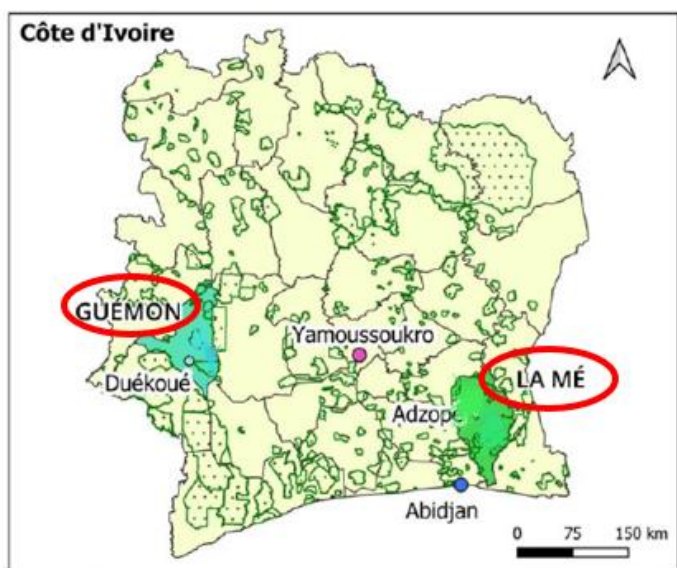 Côte d'Ivoire
GUÉMON
Yamoussoukro
Duékoué
LA MÉ
Adzopé
Abidjan
0 75 150 km